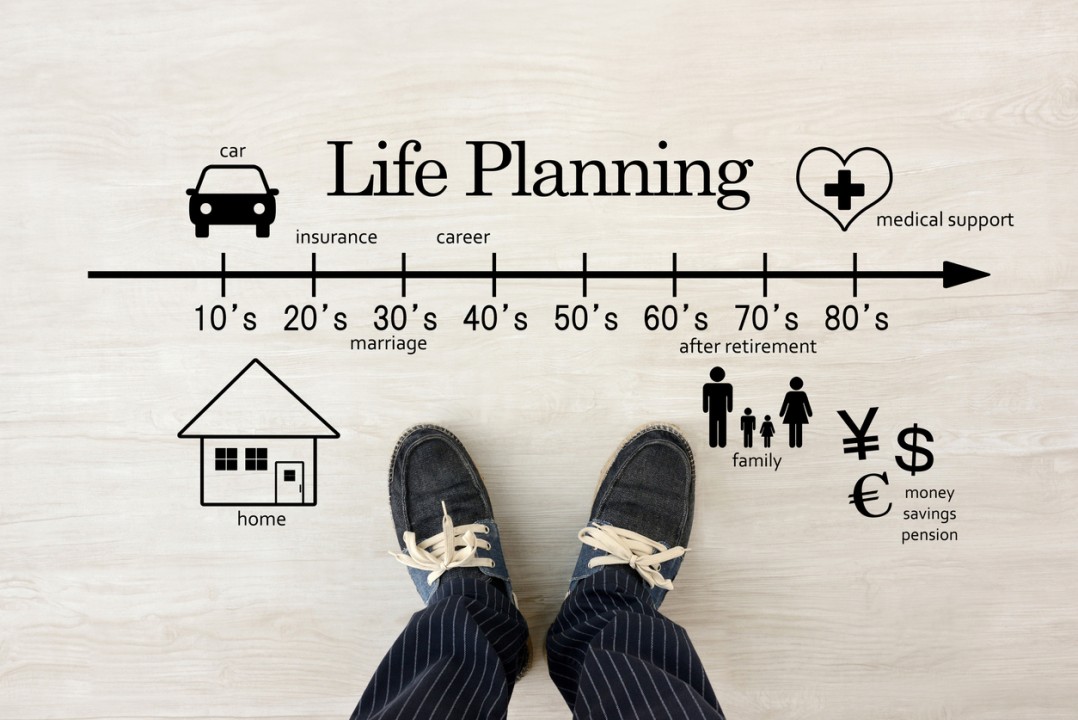 car
Life Planning
medical support
insurance
career
10's 20's 30's 40's 50's 60's 70's 80's
marriage
after retirement
family
¥
$
€
money
savings
pension
home